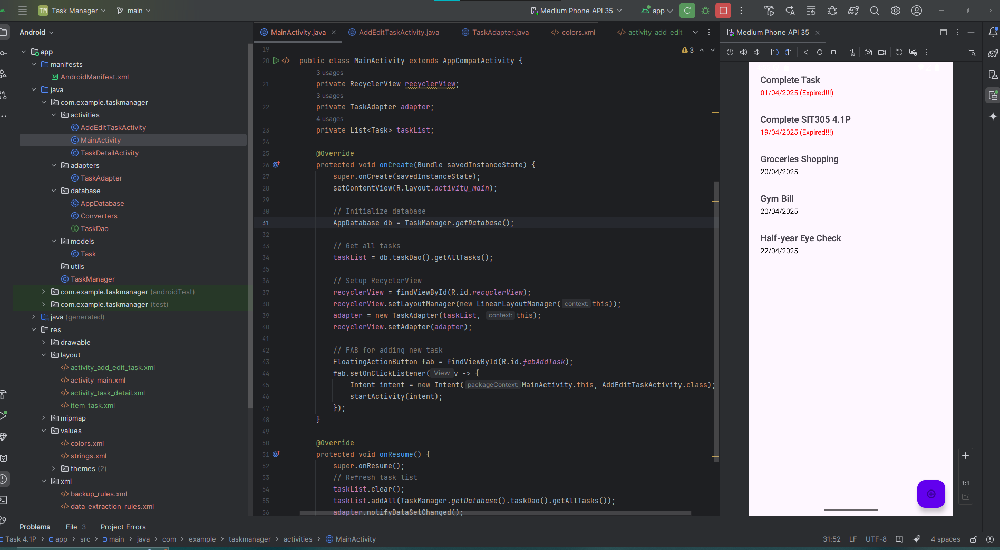 TM Task Manager
main
Medium Phone API 35
app
Android
app
manifests
AndroidManifest.xml
java
com.example.taskmanager
activities
AddEditTaskActivity
MainActivity
TaskDetailActivity
adapters
TaskAdapter
database
AppDatabase
Converters
TaskDao
models
Task
utils
TaskManager
com.example.taskmanager (androidTest)
com.example.taskmanager (test)
java (generated)
res
drawable
layout
activity_add_edit_task.xml
activity_main.xml
activity_task_detail.xml
item_task.xml
mipmap
values
colors.xml
strings.xml
themes (2)
xml
backup_rules.xml
data_extraction_rules.xml
MainActivity.java
AddEditTaskActivity.java
TaskAdapter.java
colors.xml
activity_add_edit_
3
19
20 public class MainActivity extends AppCompatActivity {
3 usages
21 private RecyclerView recyclerView;
3 usages
22 private TaskAdapter adapter;
4 usages
23 private List<Task> taskList;
24
25 @Override
26 protected void onCreate(Bundle savedInstanceState) {
27 super.onCreate(savedInstanceState);
28 setContentView(R.layout.activity_main);
29
30 // Initialize database
31 AppDatabase db = TaskManager.getDatabase();
32
33 // Get all tasks
34 taskList = db.taskDao().getAllTasks();
35
36 // Setup RecyclerView
37 recyclerView = findViewById(R.id.recyclerView);
38 recyclerView.setLayoutManager(new LinearLayoutManager( context: this));
39 adapter = new TaskAdapter(taskList, context: this);
40 recyclerView.setAdapter(adapter);
41
42 // FAB for adding new task
43 FloatingActionButton fab = findViewById(R.id.fabAddTask);
44 fab.setOnClickListener( View v -> {
45 Intent intent = new Intent( packageContext: MainActivity.this, AddEditTaskActivity.class);
46 startActivity(intent);
47 });
48 }
49
50 @Override
51 protected void onResume() {
52 super.onResume();
53 // Refresh task list
54 taskList.clear();
55 taskList.addAll(TaskManager.getDatabase().taskDao().getAllTasks());
56 adapter.notifyDataSetChanged();
Medium Phone API 35
Complete Task
01/04/2025 (Expired!!!)
Complete SIT305 4.1P
19/04/2025 (Expired!!!)
Groceries Shopping
20/04/2025
Gym Bill
20/04/2025
Half-year Eye Check
22/04/2025
1:1
Problems
File 3
Project Errors
Task 4.1P > app > src > main > java > com > example > taskmanager > activities > MainActivity
31:52
LF
UTF-8
4 spaces